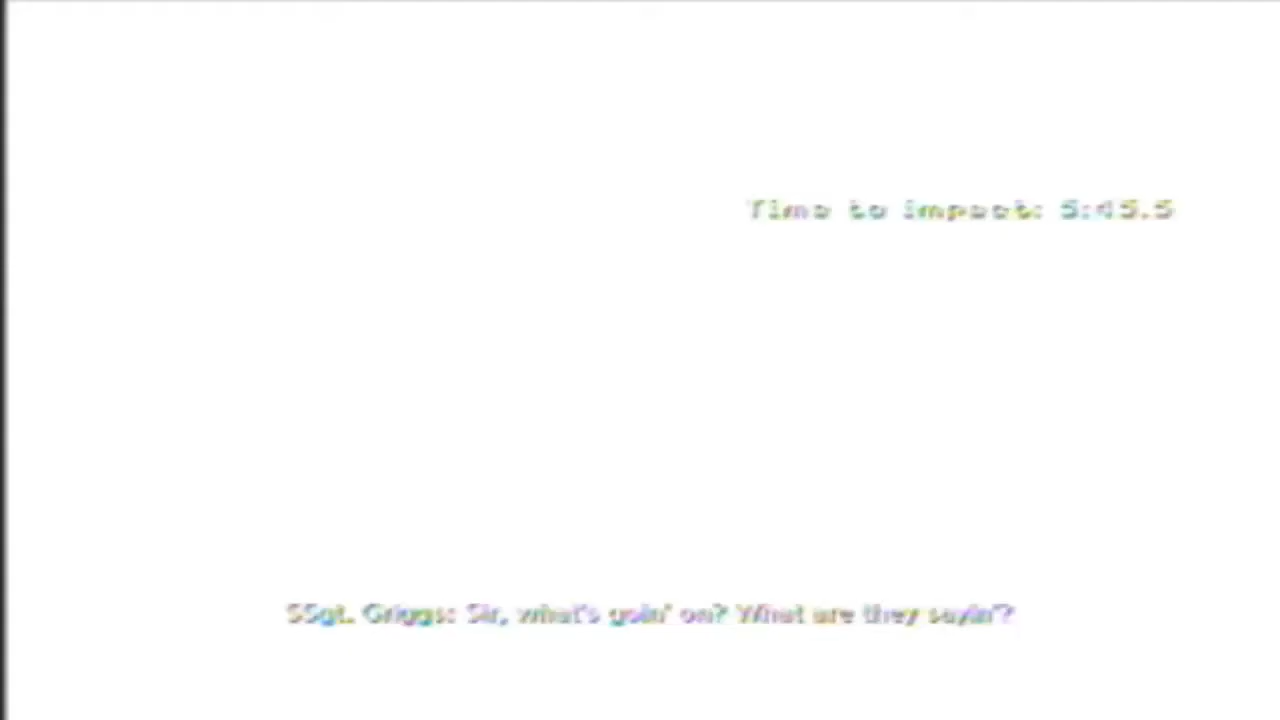 Time to impact: 5:45.5
SSgt. Griggs: Sir, what's goin' on? What are they sayin'?